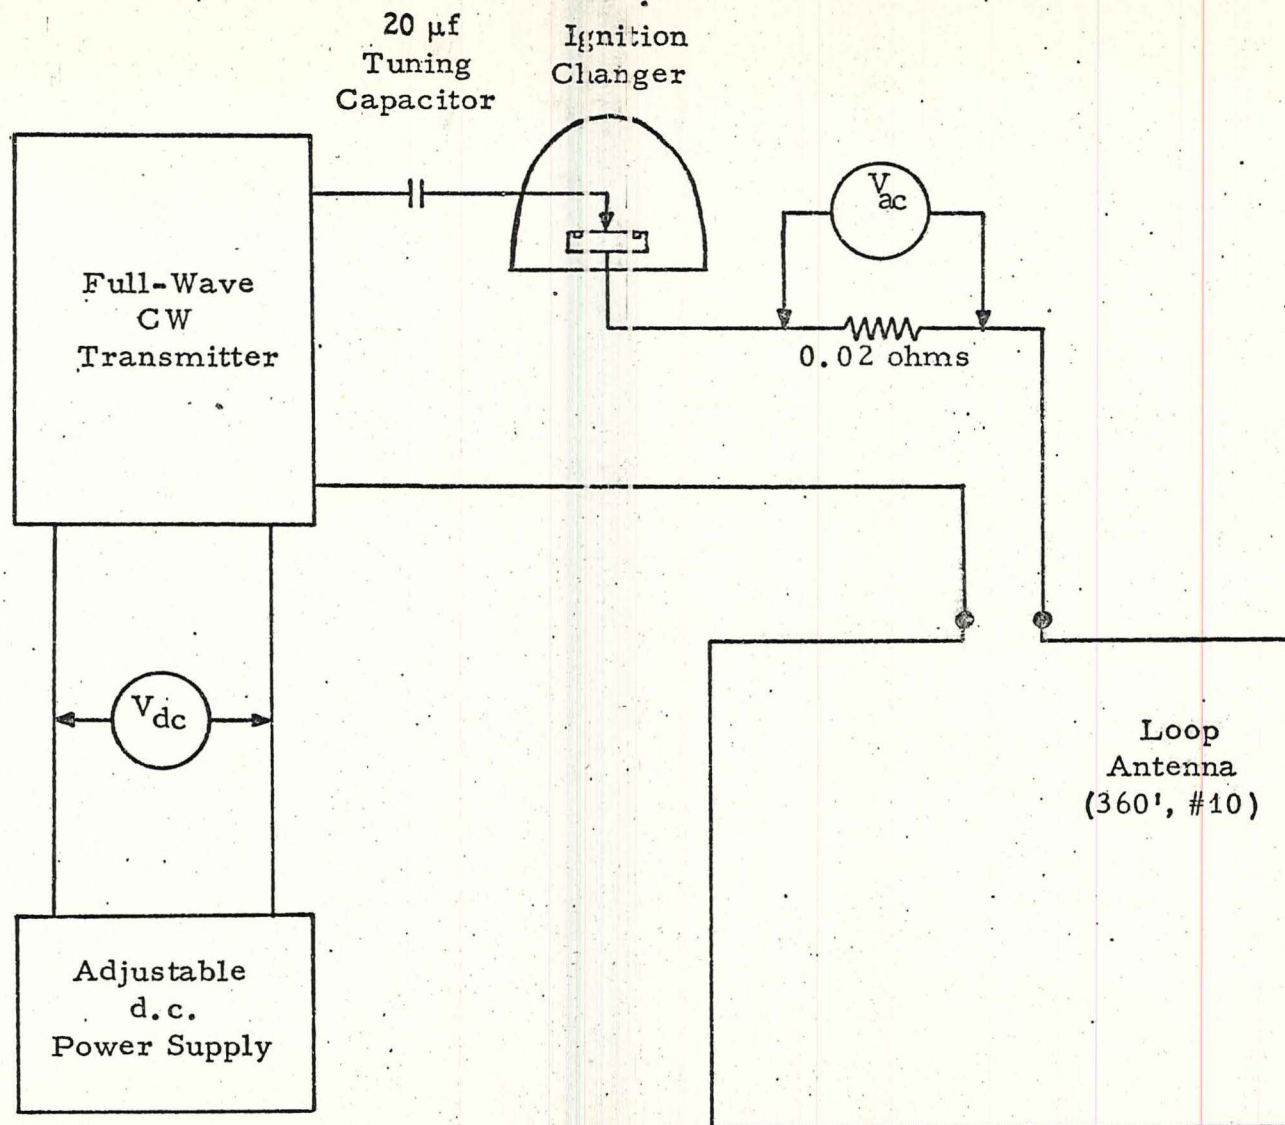 20 μf
Tuning
Capacitor
Ignition
Changer
V
ac
Full-Wave
CW
Transmitter
0.02 ohms
V
dc
Loop
Antenna
(360', #10)
Adjustable
d.c.
Power Supply